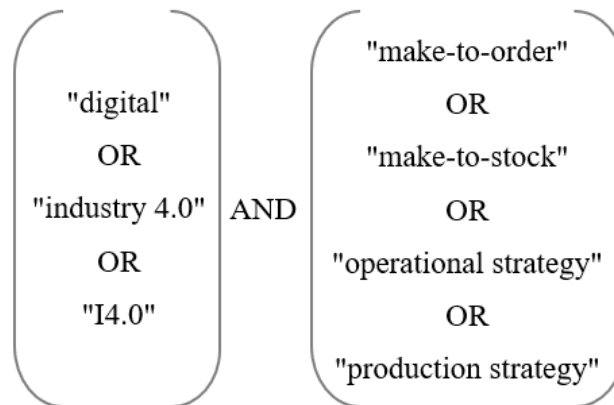 "digital"
OR
"industry 4.0"
OR
"I4.0"
AND
"make-to-order"
OR
"make-to-stock"
OR
"operational strategy"
OR
"production strategy"